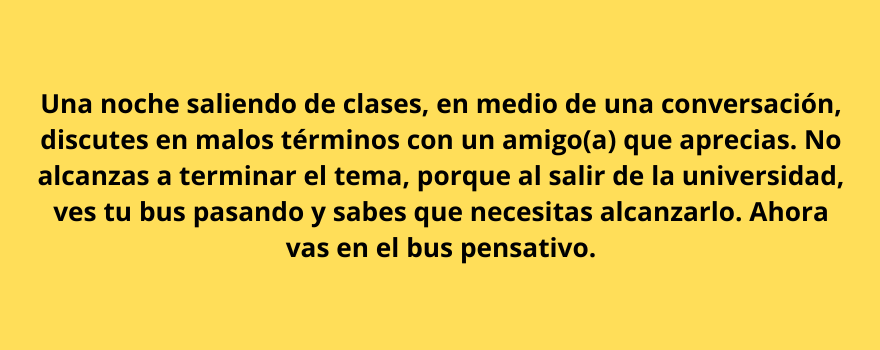 Una noche saliendo de clases, en medio de una conversación,
discutes en malos términos con un amigo(a) que aprecias. No
alcanzas a terminar el tema, porque al salir de la universidad,
ves tu bus pasando y sabes que necesitas alcanzarlo. Ahora
vas en el bus pensativo.